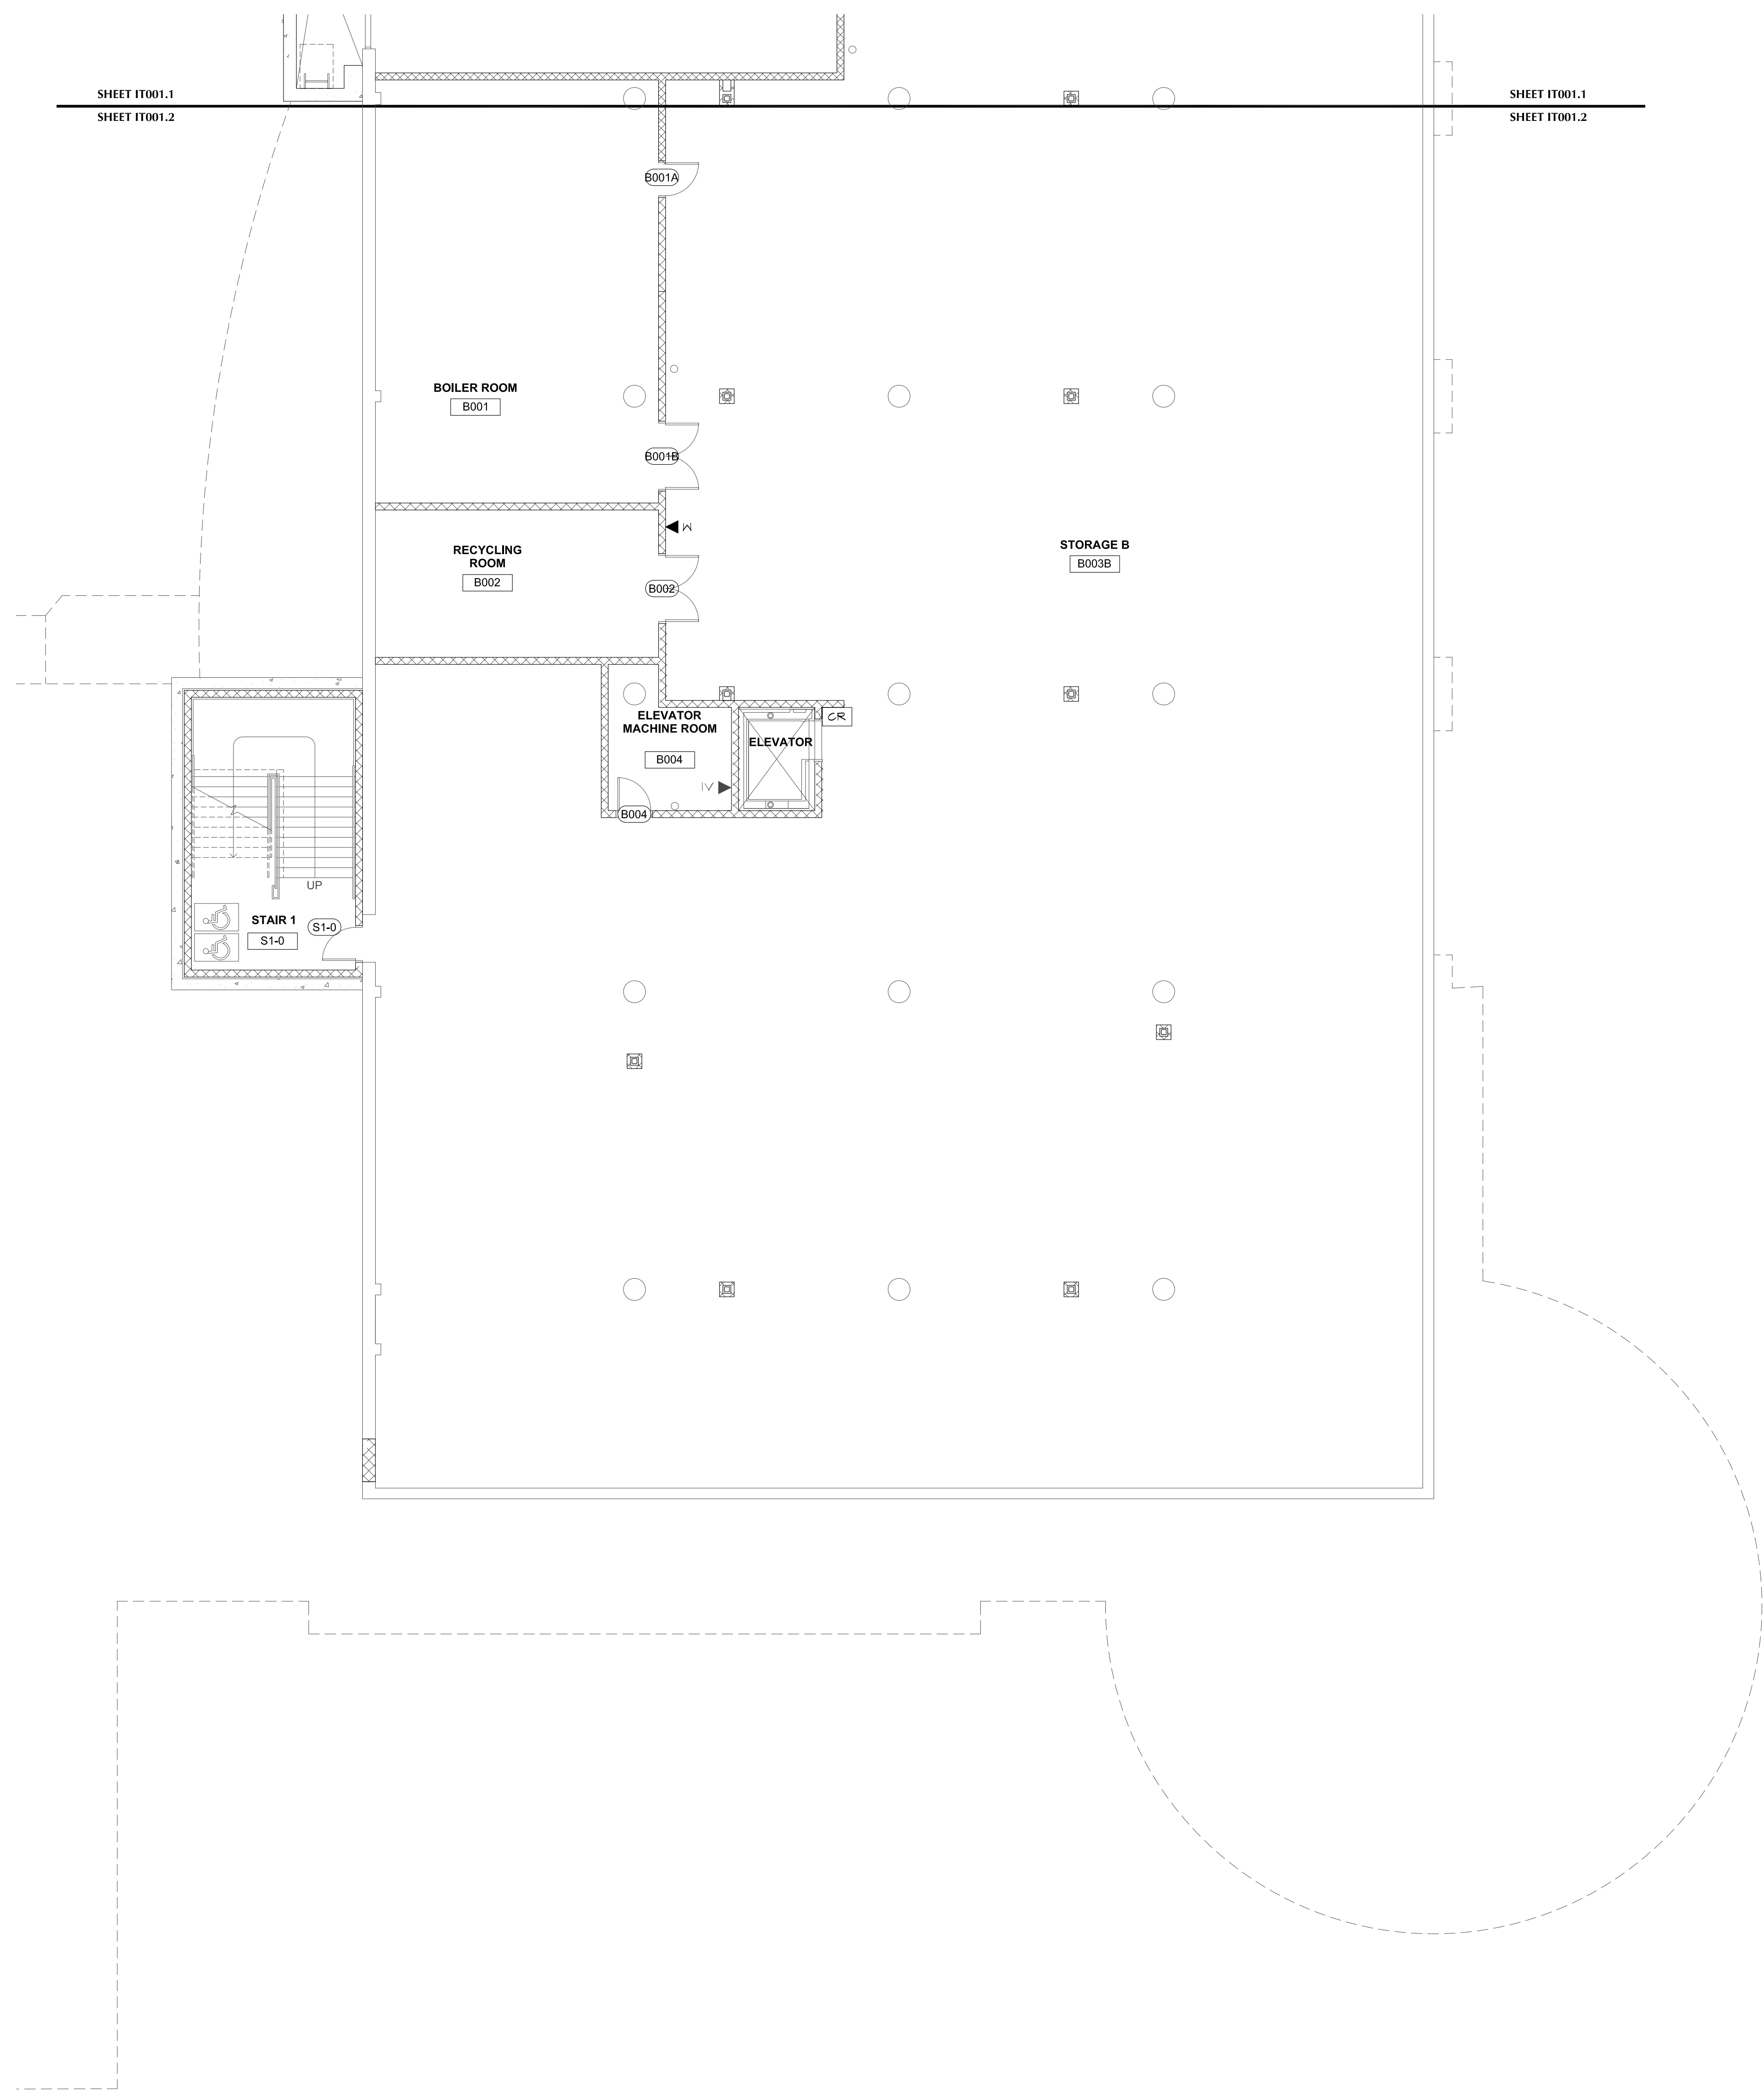 SHEET IT001.1
SHEET IT001.1
SHEET IT001.2
SHEET IT001.2
B001A
BOILER ROOM
B001
B001B
W
RECYCLING
ROOM
B002
B002
STORAGE B
B003B
ELEVATOR
MACHINE ROOM
B004
ELEVATOR
CR
IV
B004
UP
STAIR 1
S1-0
S1-0